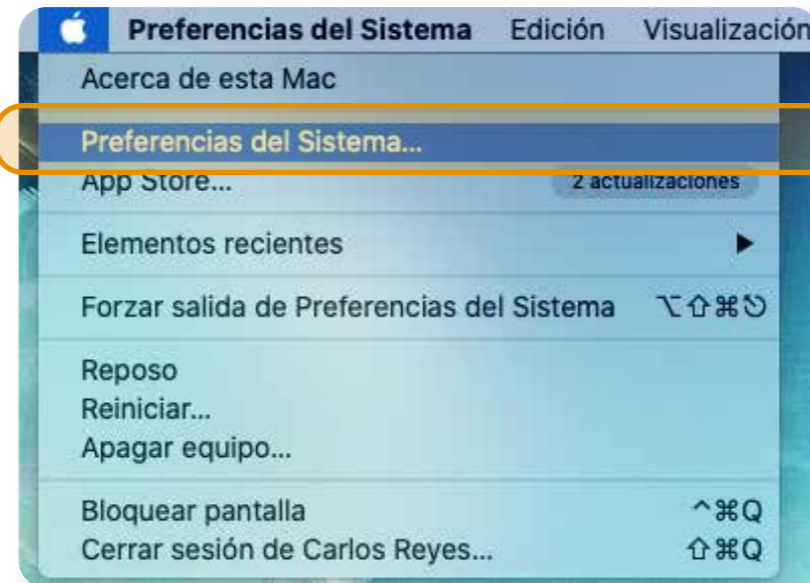 Preferencias del Sistema Edición Visualización
Acerca de esta Mac
Preferencias del Sistema...
App Store... 2 actualizaciones
Elementos recientes ▶
Forzar salida de Preferencias del Sistema ⌥⇧⌘⎋
Reposo
Reiniciar...
Apagar equipo...
Bloquear pantalla ^⌘Q
Cerrar sesión de Carlos Reyes... ⇧⌘Q